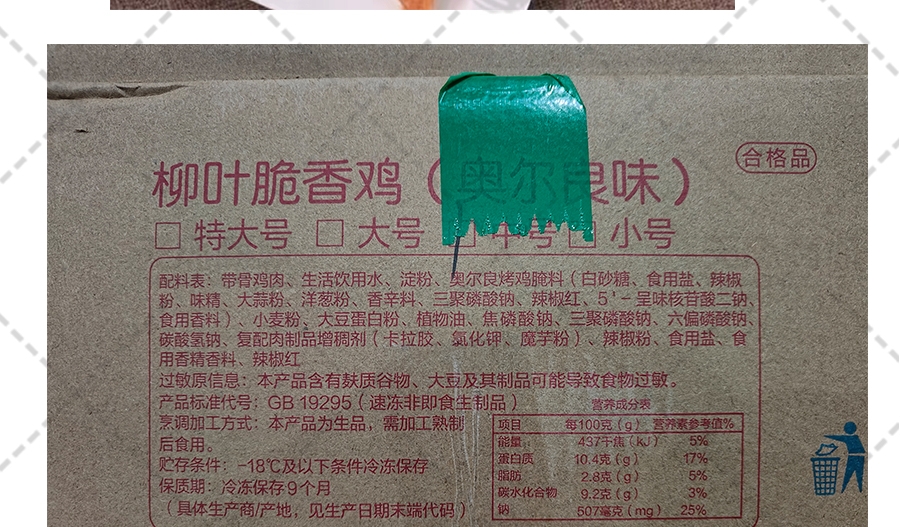 柳叶脆香鸡（奥尔良味）
合格品
□ 特大号 □ 大号 □ 中号 □ 小号
配料表：带骨鸡肉、生活饮用水、淀粉、奥尔良烤鸡腌料（白砂糖、食用盐、辣椒
粉、味精、大蒜粉、洋葱粉、香辛料、三聚磷酸钠、辣椒红、5'-呈味核苷酸二钠、
食用香料）、小麦粉、大豆蛋白粉、植物油、焦磷酸钠、三聚磷酸钠、六偏磷酸钠、
碳酸氢钠、复配肉制品增稠剂（卡拉胶、氯化钾、魔芋粉）、辣椒粉、食用盐、食
用香精香料、辣椒红
过敏原信息：本产品含有麸质谷物、大豆及其制品可能导致食物过敏。
产品标准代号：GB 19295（速冻非即食生制品）
烹调加工方式：本产品为生品，需加工熟制
后食用。
贮存条件：-18℃及以下条件冷冻保存
保质期：冷冻保存9个月
（具体生产商/产地，见生产日期末端代码）
营养成分表
项目 每100克（g） 营养素参考值%
能量 437千焦（kJ） 5%
蛋白质 10.4克（g） 17%
脂肪 2.8克（g） 5%
碳水化合物 9.2克（g） 3%
钠 507毫克（mg） 25%